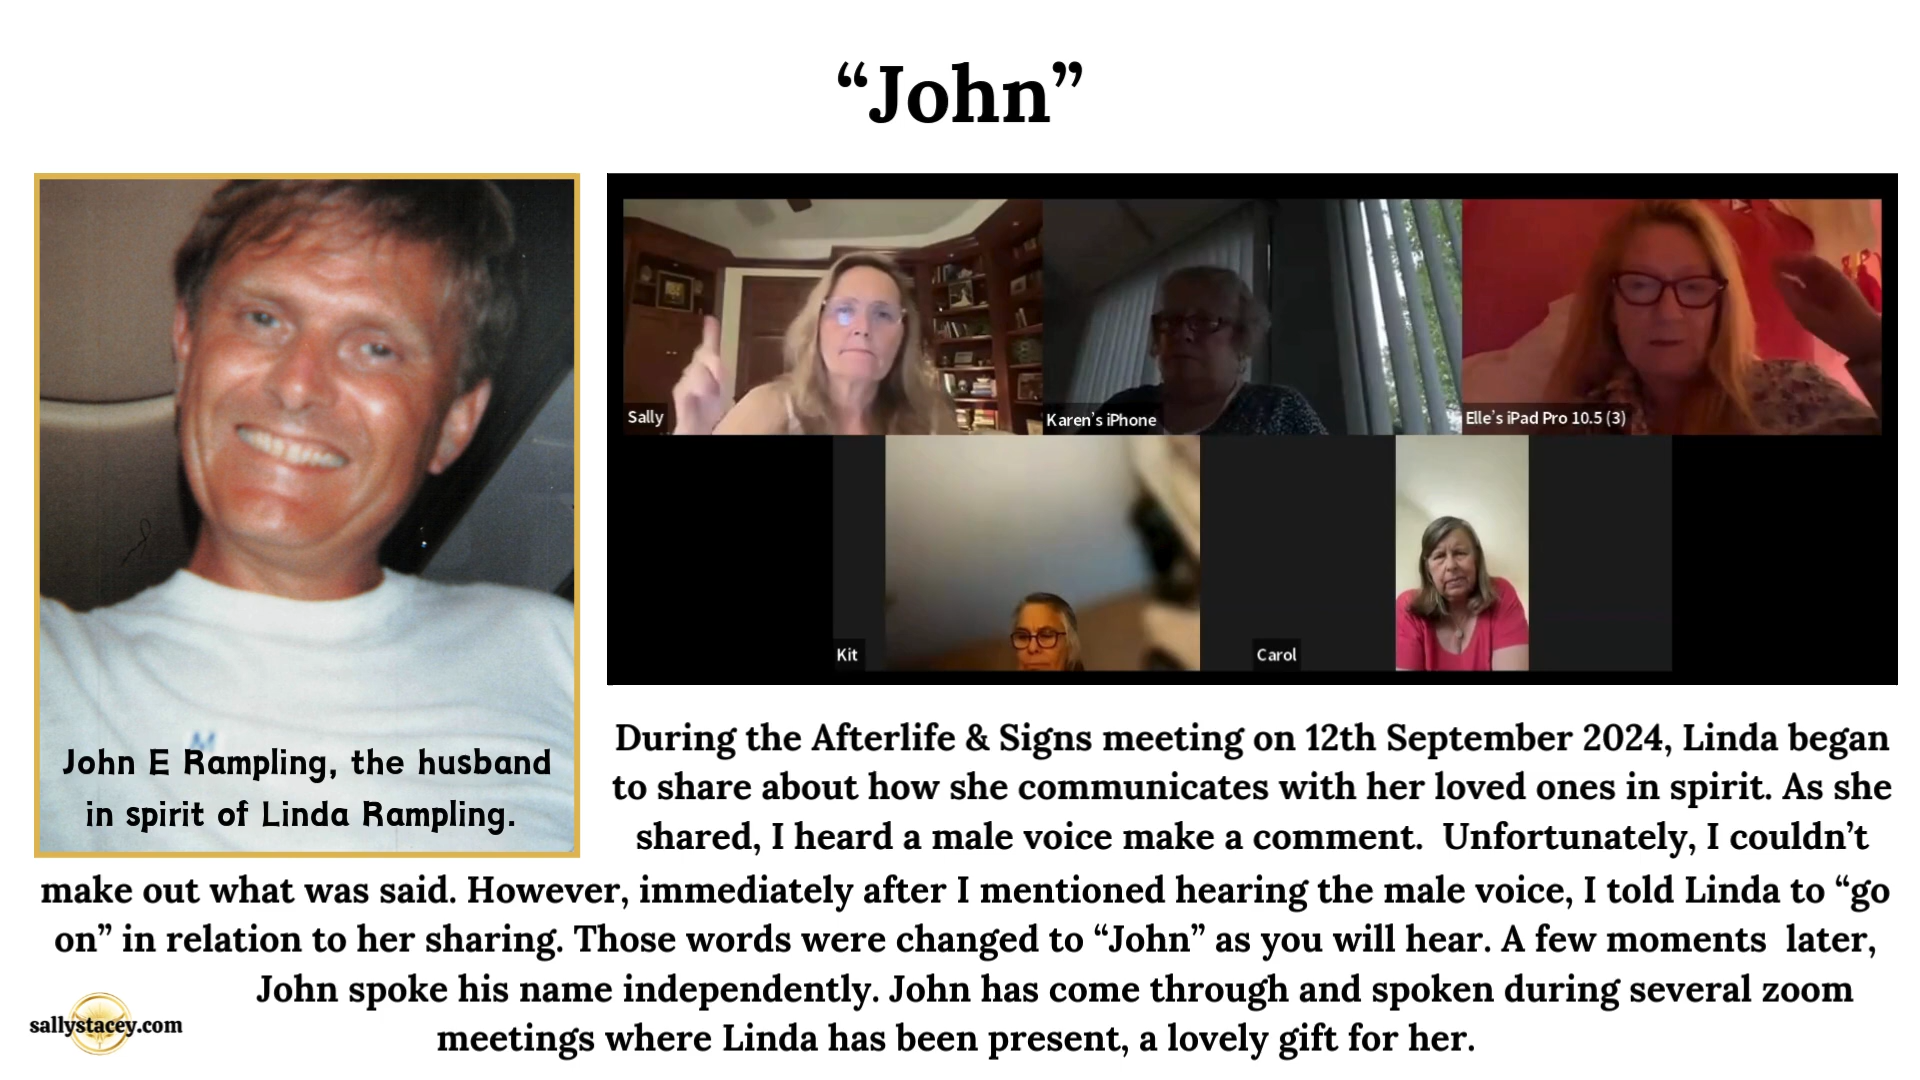 “John”
Sally
Karen’s iPhone
Elle’s iPad Pro 10.5 (3)
Kit
Carol
M
John E Rampling, the husband
in spirit of Linda Rampling.
During the Afterlife & Signs meeting on 12th September 2024, Linda began
to share about how she communicates with her loved ones in spirit. As she
shared, I heard a male voice make a comment. Unfortunately, I couldn’t
make out what was said. However, immediately after I mentioned hearing the male voice, I told Linda to “go
on” in relation to her sharing. Those words were changed to “John” as you will hear. A few moments later,
John spoke his name independently. John has come through and spoken during several zoom
meetings where Linda has been present, a lovely gift for her.
sallystacey.com